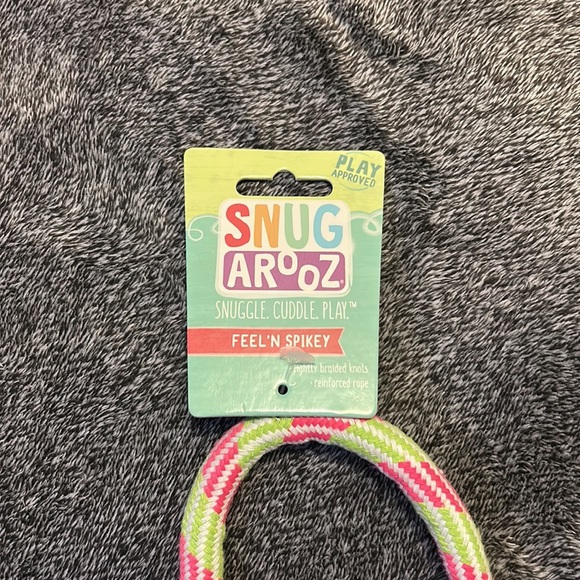 PLAY
APPROVED
SNUG
AROOZ®
SNUGGLE. CUDDLE. PLAY.™
FEEL'N SPIKEY
• tightly braided knots
• reinforced rope